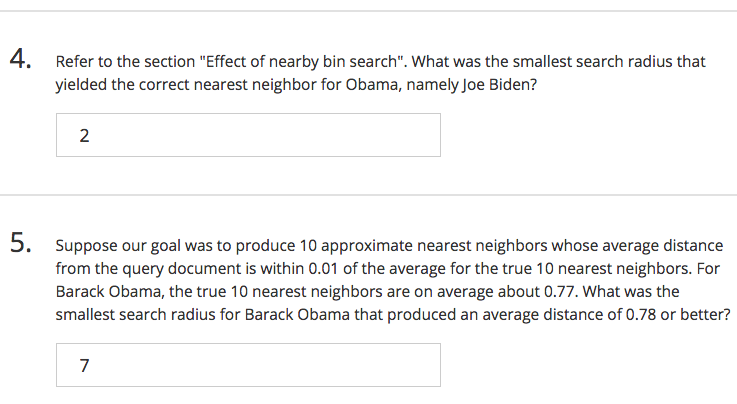 4. Refer to the section "Effect of nearby bin search". What was the smallest search radius that
yielded the correct nearest neighbor for Obama, namely Joe Biden?
2
5. Suppose our goal was to produce 10 approximate nearest neighbors whose average distance
from the query document is within 0.01 of the average for the true 10 nearest neighbors. For
Barack Obama, the true 10 nearest neighbors are on average about 0.77. What was the
smallest search radius for Barack Obama that produced an average distance of 0.78 or better?
7